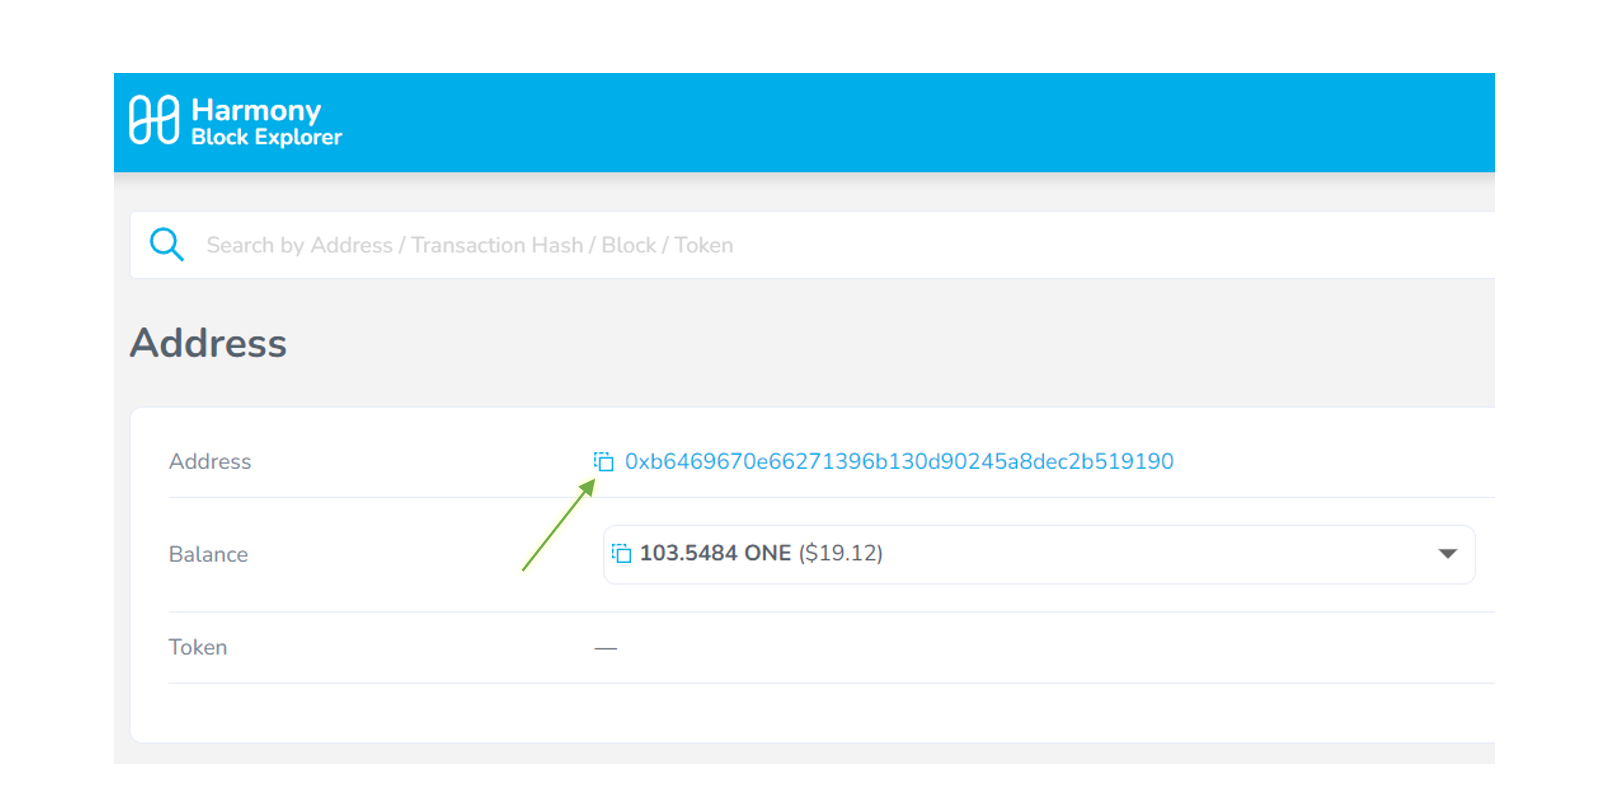 Harmony
Block Explorer
Search by Address / Transaction Hash / Block / Token
Address
Address 0xb6469670e66271396b130d90245a8dec2b519190
Balance 103.5484 ONE ($19.12)
Token —